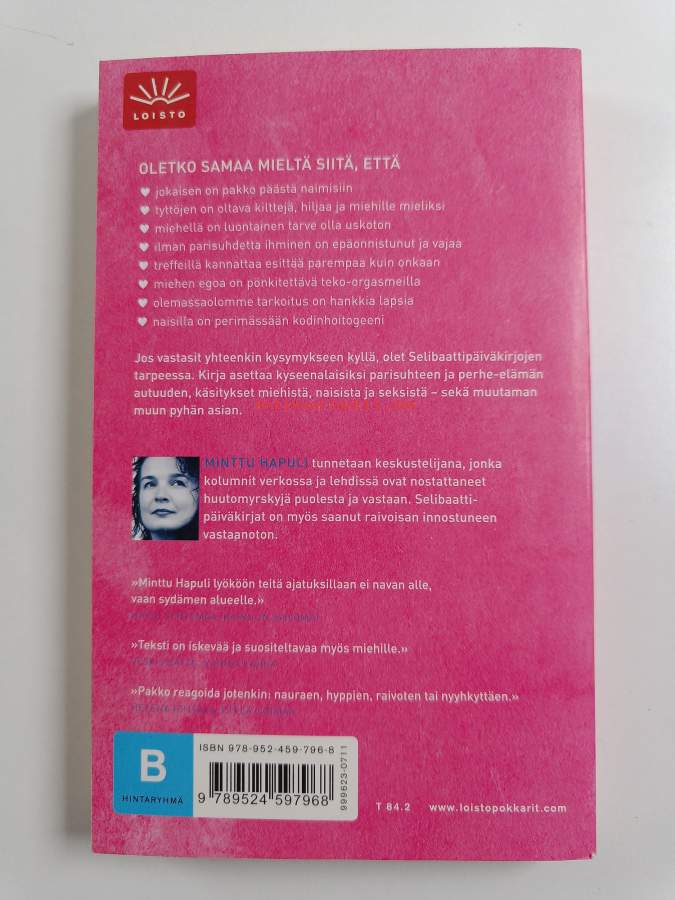 LOISTO
OLETKO SAMAA MIELTÄ SIITÄ, ETTÄ
jokaisen on pakko päästä naimisiin
tyttöjen on oltava kilttejä, hiljaa ja miehille mieliksi
miehellä on luontainen tarve olla uskoton
ilman parisuhdetta ihminen on epäonnistunut ja vajaa
treffeillä kannattaa esittää parempaa kuin onkaan
miehen egoa on pönkitettävä teko-orgasmeilla
olemassaolomme tarkoitus on hankkia lapsia
naisilla on perimässään kodinhoitogeeni
Jos vastasit yhteenkin kysymykseen kyllä, olet Selibaattipäiväkirjojen
tarpeessa. Kirja asettaa kyseenalaisiksi parisuhteen ja perhe-elämän
autuuden, käsitykset miehistä, naisista ja seksistä – sekä muutaman
muun pyhän asian.
MINTTU HAPULI tunnetaan keskustelijana, jonka
kolumnit verkossa ja lehdissä ovat nostattaneet
huutomyrskyjä puolesta ja vastaan. Selibaatti-
päiväkirjat on myös saanut raivoisan innostuneen
vastaanoton.
»Minttu Hapuli lyököön teitä ajatuksillaan ei navan alle,
vaan sydämen alueelle.»
»Teksti on iskevää ja suositeltavaa myös miehille.»
»Pakko reagoida jotenkin: nauraen, hyppien, raivoten tai nyyhkyttäen.»
B
HINTARYHMÄ
ISBN 978-952-459-796-8
9 789524 597968
999623-0711
T 84.2 www.loistopokkarit.com